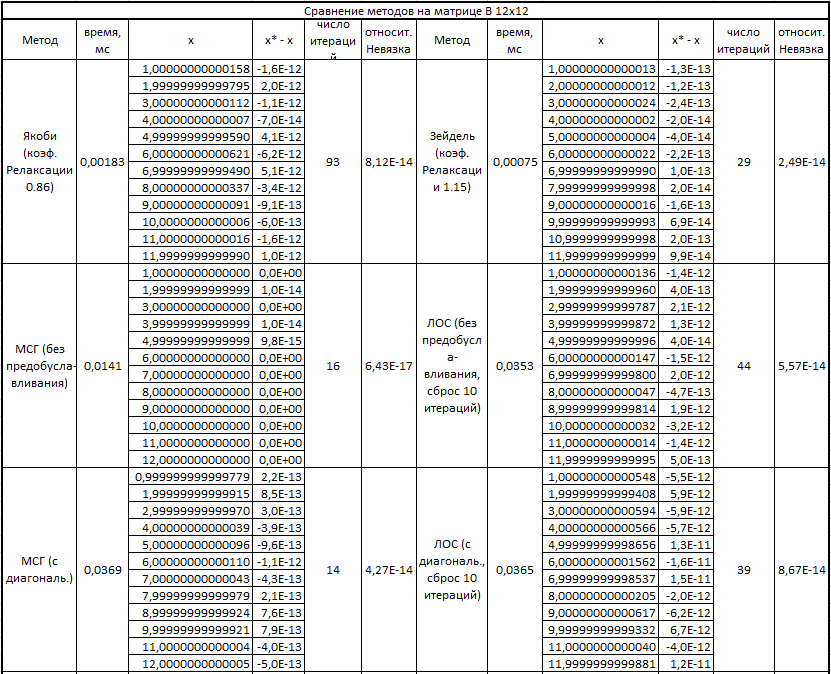 Сравнение методов на матрице B 12x12
Метод время, мс x x* - x число итераций относит. Невязка Метод время, мс x x* - x число итераций относит. Невязка
Якоби (коэф. Релаксации 0.86) 0,00183 93 8,12E-14 Зейдель (коэф. Релаксации 1.15) 0,00075 29 2,49E-14
1,00000000000158 -1,6E-12 1,00000000000013 -1,3E-13
1,99999999999795 2,0E-12 2,00000000000012 -1,2E-13
3,00000000000112 -1,1E-12 3,00000000000024 -2,4E-13
4,00000000000007 -7,0E-14 4,00000000000002 -2,0E-14
4,99999999999590 4,1E-12 5,00000000000004 -4,0E-14
6,00000000000621 -6,2E-12 6,00000000000022 -2,2E-13
6,99999999999490 5,1E-12 6,99999999999990 1,0E-13
8,00000000000337 -3,4E-12 7,99999999999998 2,0E-14
9,00000000000091 -9,1E-13 9,00000000000016 -1,6E-13
10,0000000000006 -6,0E-13 9,99999999999993 6,9E-14
11,0000000000016 -1,6E-12 10,9999999999998 2,0E-13
11,9999999999990 1,0E-12 11,9999999999999 9,9E-14
МСГ (без предобусла-вливания) 0,0141 16 6,43E-17 ЛОС (без предобусла-вливания, сброс 10 итераций) 0,0353 44 5,57E-14
1,00000000000000 0,0E+00 1,00000000000136 -1,4E-12
1,99999999999999 1,0E-14 1,99999999999960 4,0E-13
3,00000000000000 0,0E+00 2,99999999999787 2,1E-12
3,99999999999999 1,0E-14 3,99999999999872 1,3E-12
4,99999999999999 9,8E-15 4,99999999999996 4,0E-14
6,00000000000000 0,0E+00 6,00000000000147 -1,5E-12
7,00000000000000 0,0E+00 6,99999999999800 2,0E-12
8,00000000000000 0,0E+00 8,00000000000047 -4,7E-13
9,00000000000000 0,0E+00 8,99999999999814 1,9E-12
10,0000000000000 0,0E+00 10,0000000000032 -3,2E-12
11,0000000000000 0,0E+00 11,0000000000014 -1,4E-12
12,0000000000000 0,0E+00 11,9999999999995 5,0E-13
МСГ (с диагональ.) 0,0369 14 4,27E-14 ЛОС (с диагональ., сброс 10 итераций) 0,0365 39 8,67E-14
0,999999999999779 2,2E-13 1,00000000000548 -5,5E-12
1,99999999999915 8,5E-13 1,99999999999408 5,9E-12
2,99999999999970 3,0E-13 3,00000000000594 -5,9E-12
4,00000000000039 -3,9E-13 4,00000000000566 -5,7E-12
5,00000000000096 -9,6E-13 4,99999999998656 1,3E-11
6,00000000000110 -1,1E-12 6,00000000001562 -1,6E-11
7,00000000000043 -4,3E-13 6,99999999998537 1,5E-11
7,99999999999979 2,1E-13 8,00000000000205 -2,0E-12
8,99999999999924 7,6E-13 9,00000000000617 -6,2E-12
9,99999999999921 7,9E-13 9,99999999999332 6,7E-12
11,0000000000004 -4,0E-13 11,0000000000040 -4,0E-12
12,0000000000005 -5,0E-13 11,9999999999881 1,2E-11